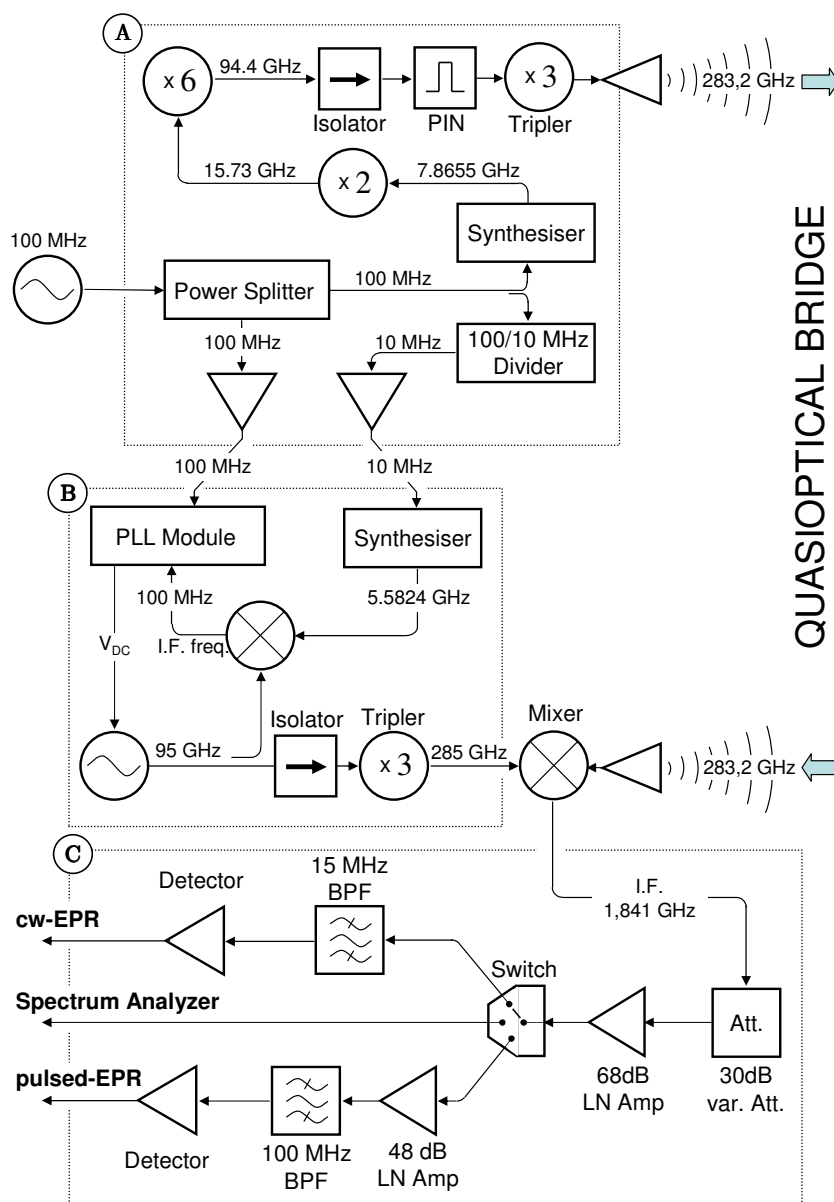 A
x 6
94.4 GHz
Isolator
PIN
x 3
Tripler
283,2 GHz
15.73 GHz
x 2
7.8655 GHz
Synthesiser
100 MHz
Power Splitter
100 MHz
100 MHz
10 MHz
100/10 MHz
Divider
QUASIOPTICAL BRIDGE
100 MHz
10 MHz
B
PLL Module
Synthesiser
100 MHz
5.5824 GHz
I.F. freq.
VDC
95 GHz
Isolator
Tripler
x 3
285 GHz
Mixer
283,2 GHz
C
15 MHz
BPF
Detector
I.F.
1,841 GHz
cw-EPR
Switch
Spectrum Analyzer
Att.
pulsed-EPR
68dB
LN Amp
30dB
var. Att.
Detector
100 MHz
BPF
48 dB
LN Amp